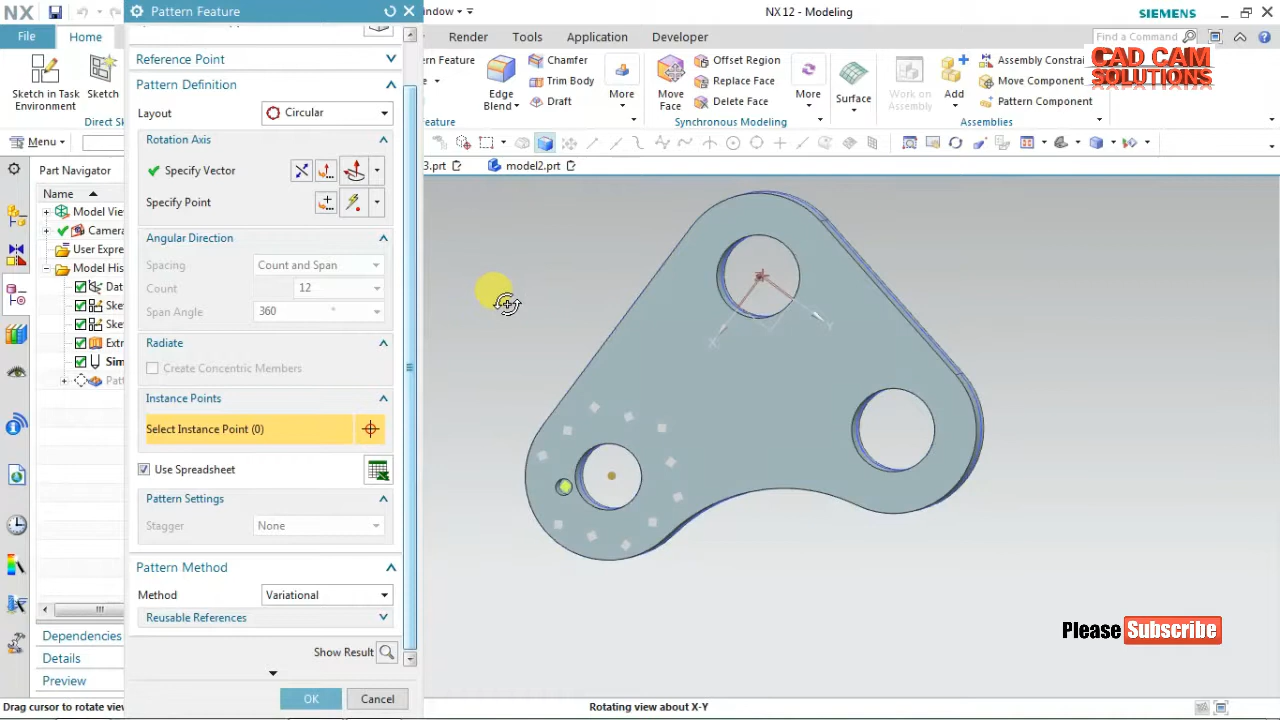 NX
Pattern Feature
ndow
NX 12 - Modeling
SIEMENS
File
Home
Render
Tools
Application
Developer
Find a Command
Sketch in Task Environment
Sketch
ttern Feature
Edge Blend
Chamfer
Trim Body
Draft
More
Move Face
Offset Region
Replace Face
Delete Face
More
Surface
Work on Assembly
Add
Assembly Constrai
Move Component
Pattern Component
CAD CAM
SOLUTIONS
Direct Sk
eature
Synchronous Modeling
Assemblies
Menu
3.prt
model2.prt
Part Navigator
Name
Model Vie
Camera
User Expre
Model His
Dat
Ske
Ske
Extr
Sim
Pat
Dependencies
Details
Preview
Reference Point
Pattern Definition
Layout
Circular
Rotation Axis
Specify Vector
Specify Point
Angular Direction
Spacing
Count and Span
Count
12
Span Angle
360
°
Radiate
Create Concentric Members
Instance Points
Select Instance Point (0)
Use Spreadsheet
Pattern Settings
Stagger
None
Pattern Method
Method
Variational
Reusable References
Show Result
OK
Cancel
X
Y
Please Subscribe
Drag cursor to rotate view
Rotating view about X-Y